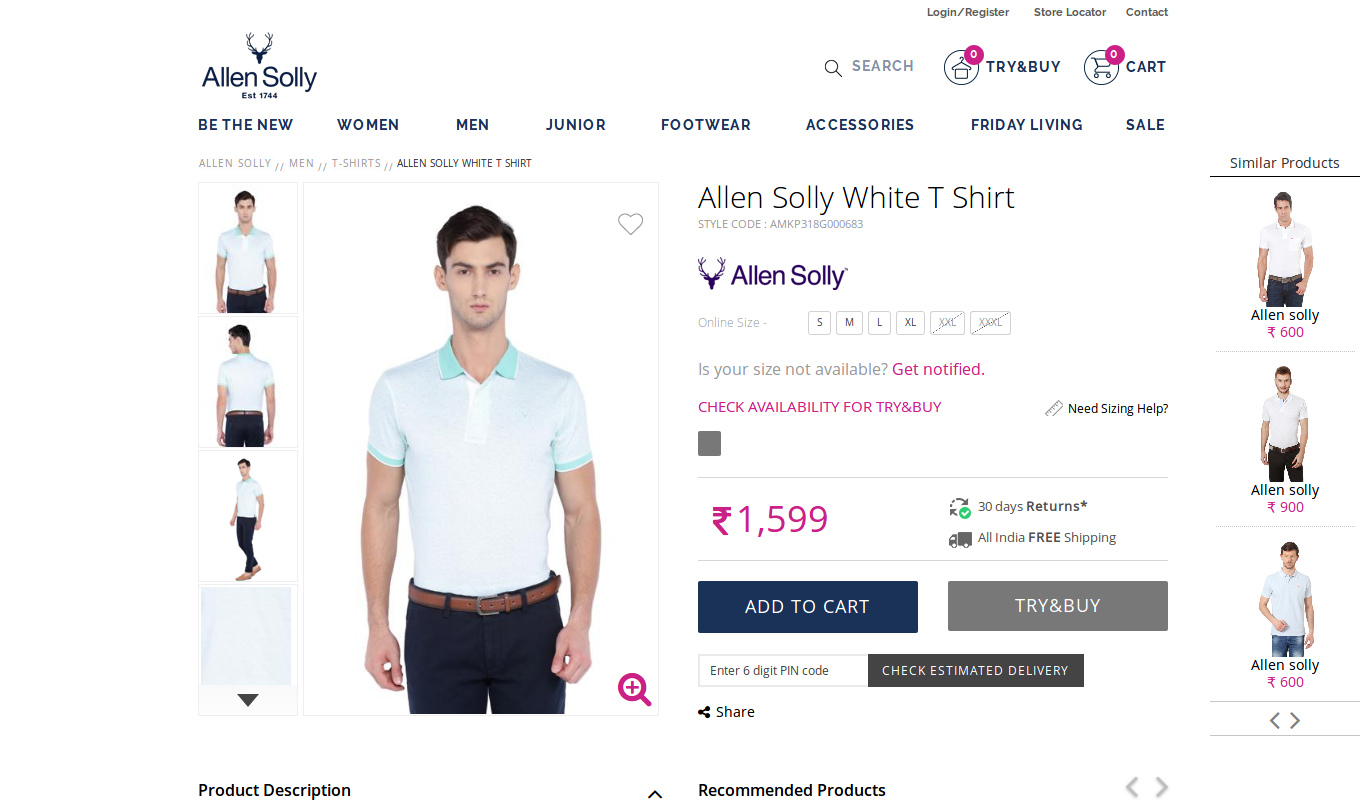 Login/Register Store Locator Contact
Allen Solly
Est 1744
SEARCH 0 TRY&BUY 0 CART
BE THE NEW WOMEN MEN JUNIOR FOOTWEAR ACCESSORIES FRIDAY LIVING SALE
ALLEN SOLLY // MEN // T-SHIRTS // ALLEN SOLLY WHITE T SHIRT
Allen Solly White T Shirt
STYLE CODE : AMKP318G000683
Allen Solly
Online Size - S M L XL XXL XXXL
Is your size not available? Get notified.
CHECK AVAILABILITY FOR TRY&BUY Need Sizing Help?
₹ 1,599
30 days Returns*
All India FREE Shipping
ADD TO CART TRY&BUY
Enter 6 digit PIN code CHECK ESTIMATED DELIVERY
Share
Similar Products
Allen solly
₹ 600
Allen solly
₹ 900
Allen solly
₹ 600
Product Description
Recommended Products